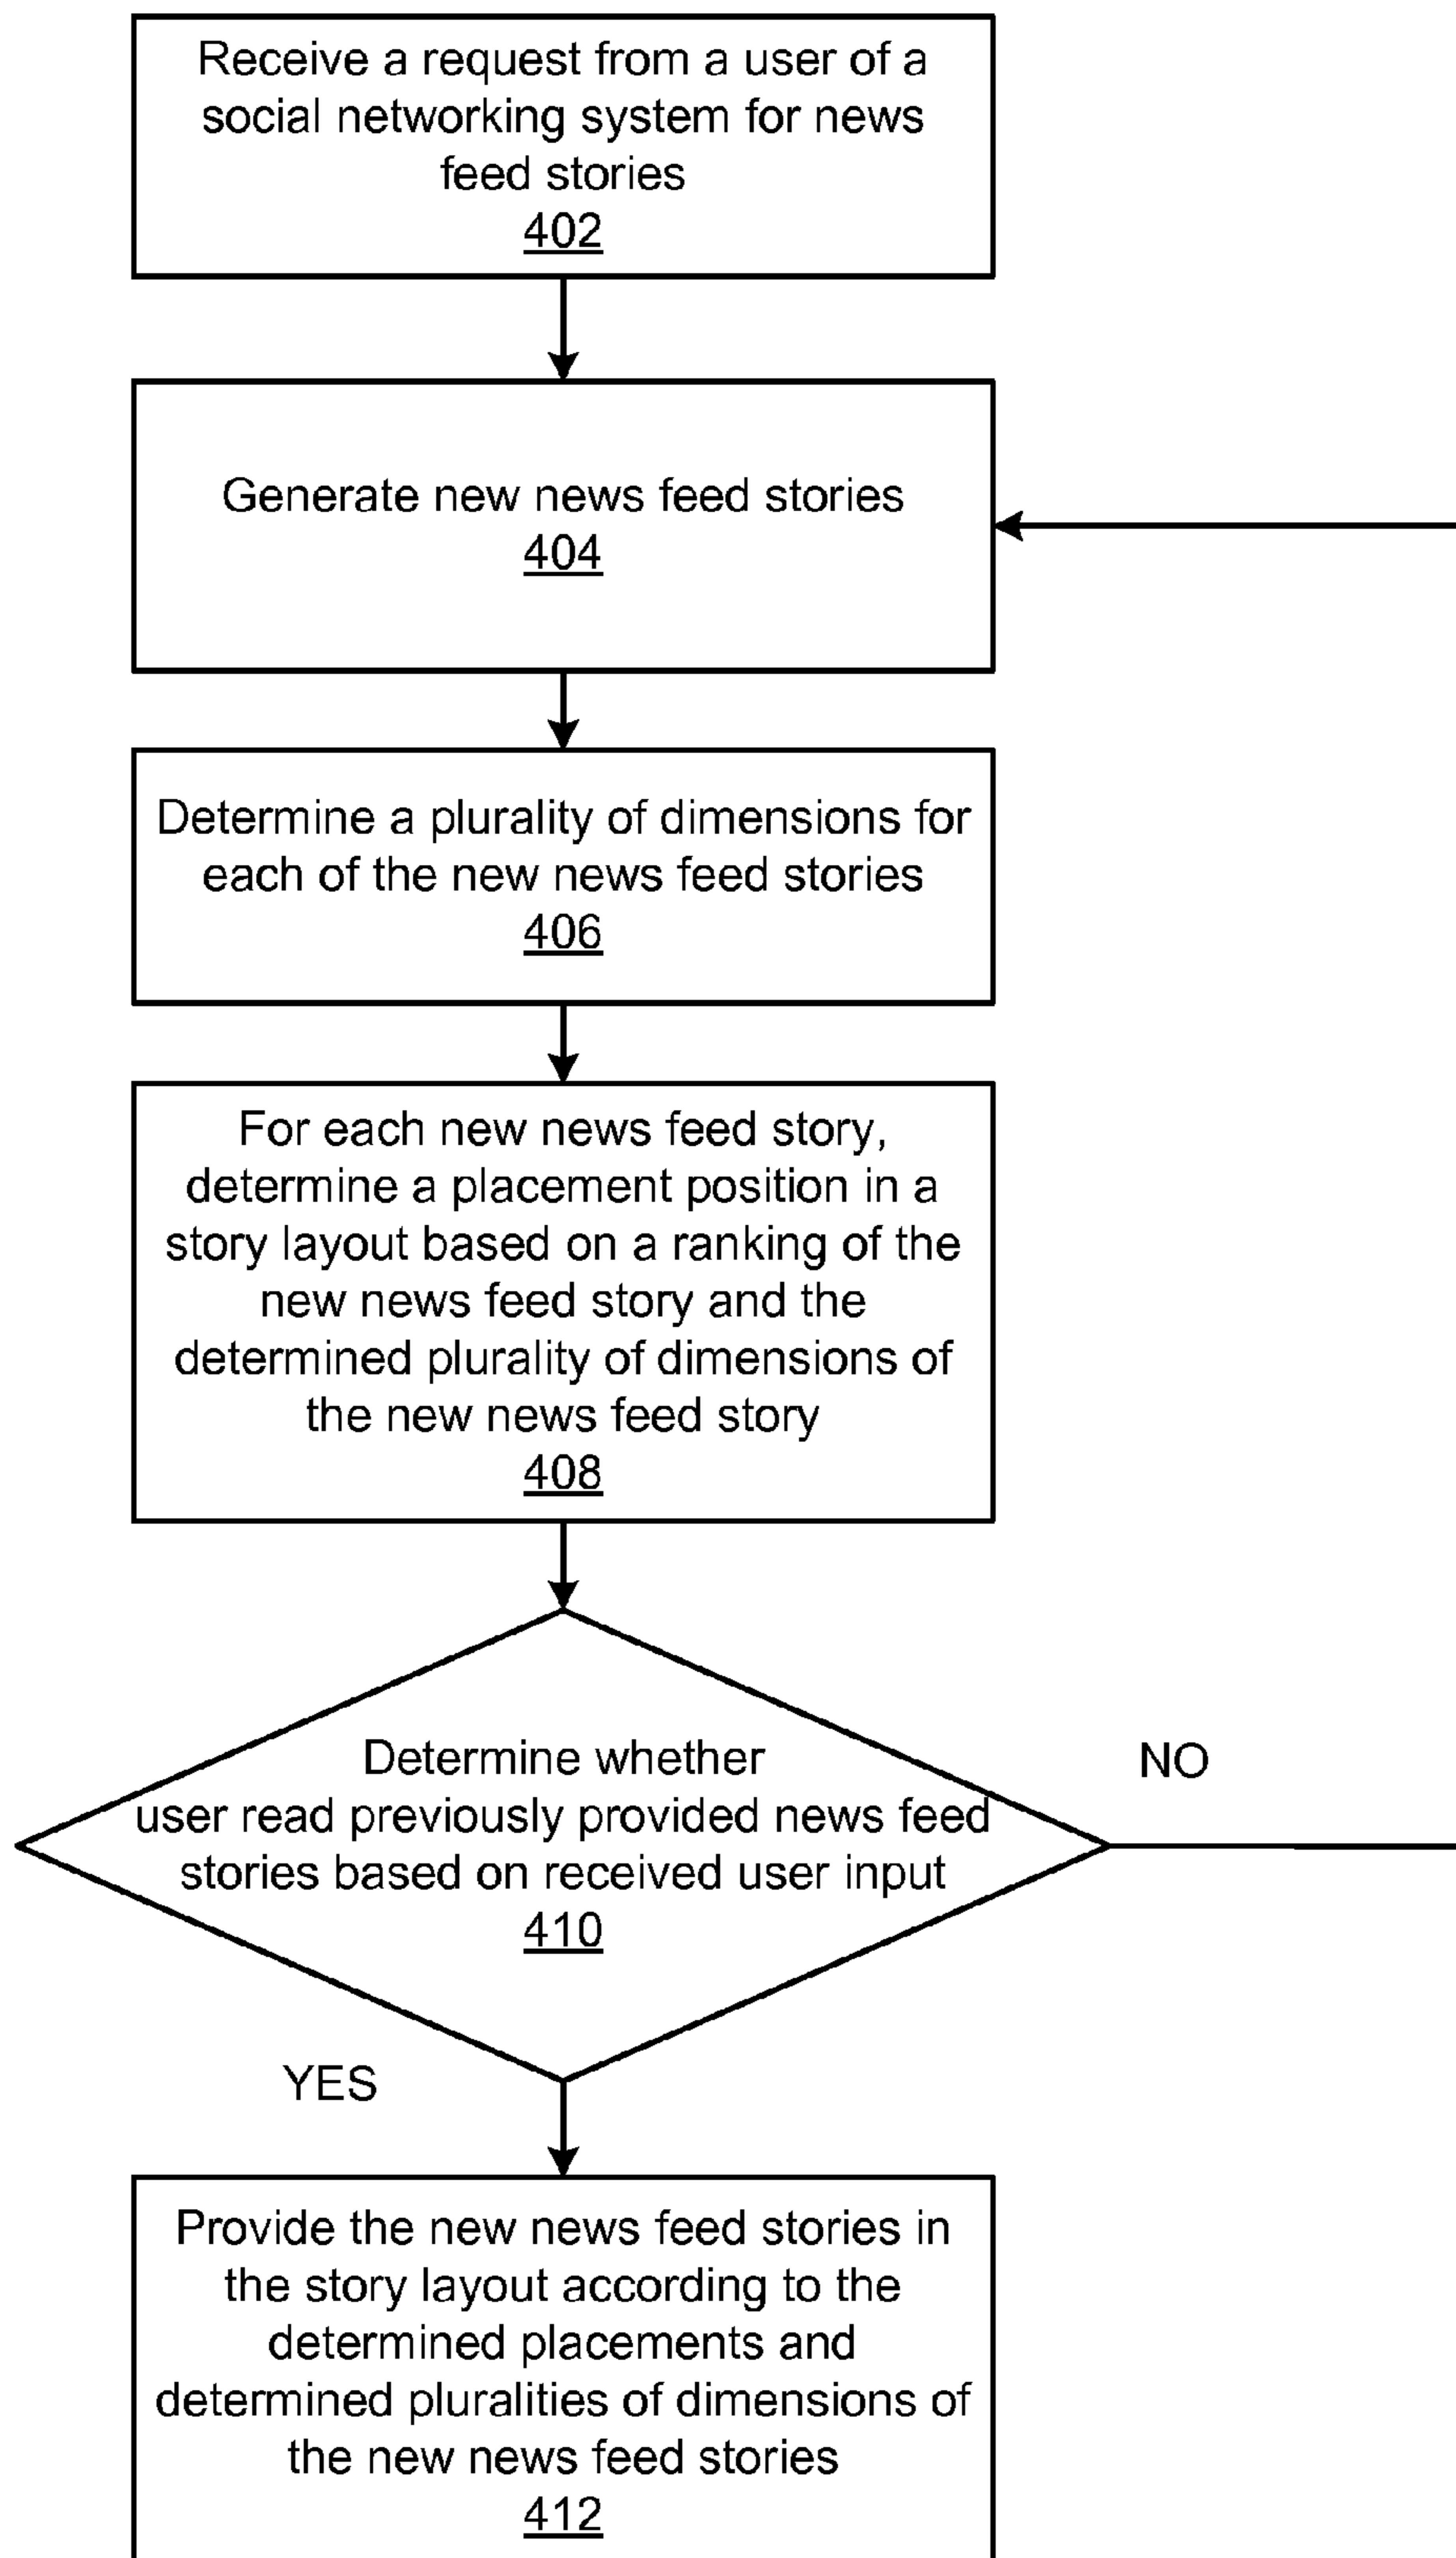 Receive a request from a user of a
social networking system for news
feed stories
402
Generate new news feed stories
404
Determine a plurality of dimensions for
each of the new news feed stories
406
For each new news feed story,
determine a placement position in a
story layout based on a ranking of the
new news feed story and the
determined plurality of dimensions of
the new news feed story
408
Determine whether
user read previously provided news feed
stories based on received user input
410
NO
YES
Provide the new news feed stories in
the story layout according to the
determined placements and
determined pluralities of dimensions of
the new news feed stories
412